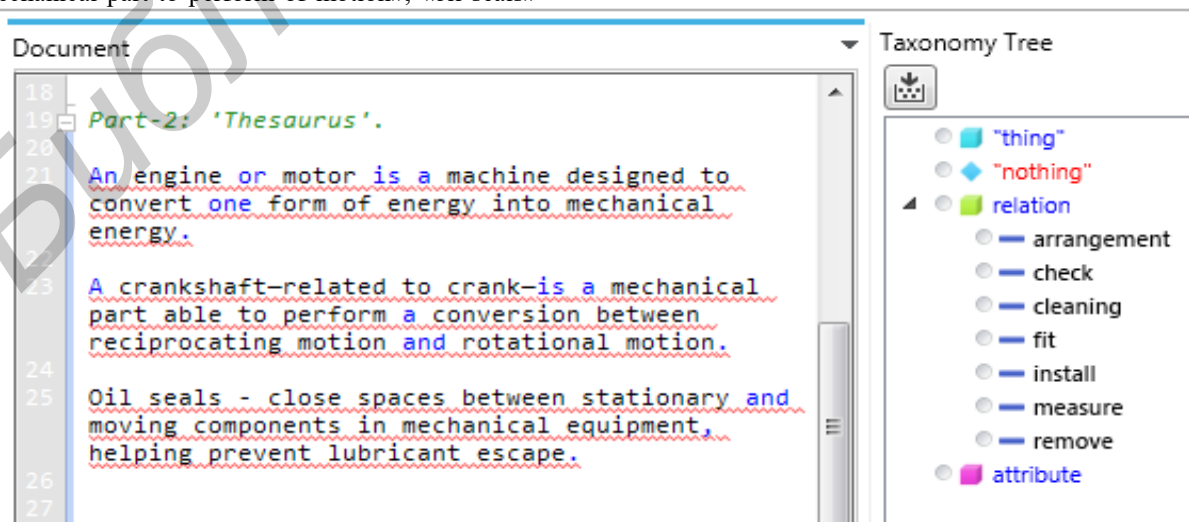 Document
Taxonomy Tree
18
19 Part-2: 'Thesaurus'.
20
21 An engine or motor is a machine designed to
convert one form of energy into mechanical
energy.
22
23 A crankshaft—related to crank—is a mechanical
part able to perform a conversion between
reciprocating motion and rotational motion.
24
25 Oil seals - close spaces between stationary and
moving components in mechanical equipment,
helping prevent lubricant escape.
26
27
"thing"
"nothing"
relation
arrangement
check
cleaning
fit
install
measure
remove
attribute